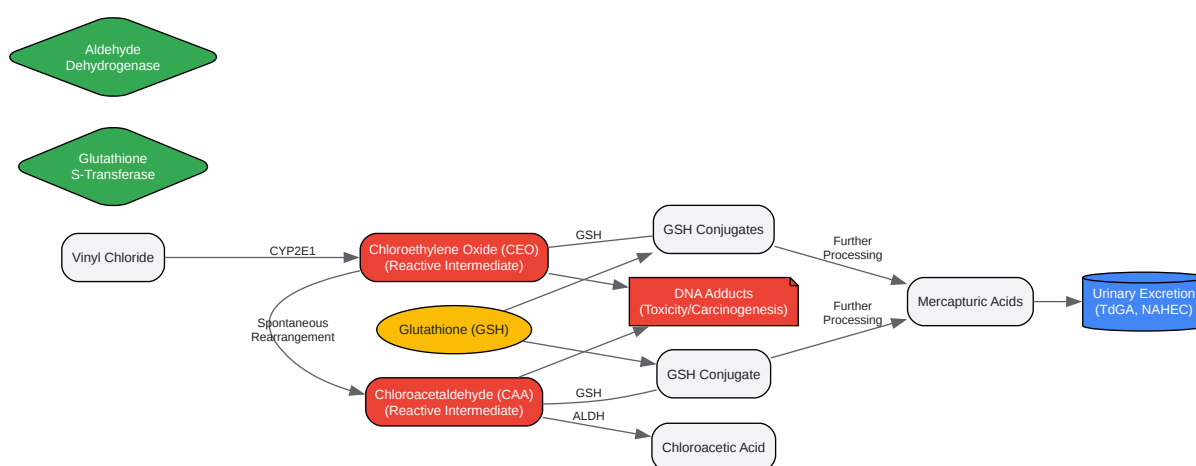 Aldehyde
Dehydrogenase
Glutathione
S-Transferase
Vinyl Chloride
CYP2E1
Chloroethylene Oxide (CEO)
(Reactive Intermediate)
GSH
GSH Conjugates
Further
Processing
DNA Adducts
(Toxicity/Carcinogenesis)
Mercapturic Acids
Urinary Excretion
(TdGA, NAHEC)
Spontaneous
Rearrangement
Glutathione (GSH)
Further
Processing
GSH Conjugate
Chloroacetaldehyde (CAA)
(Reactive Intermediate)
GSH
ALDH
Chloroacetic Acid